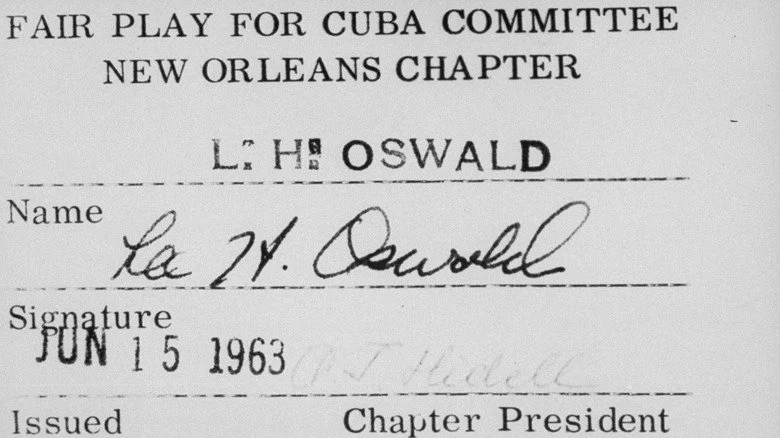 FAIR PLAY FOR CUBA COMMITTEE
NEW ORLEANS CHAPTER
L. H. OSWALD
Name
Lee H. Oswald
Signature
JUN 15 1963 A. J. Hidell
Issued Chapter President